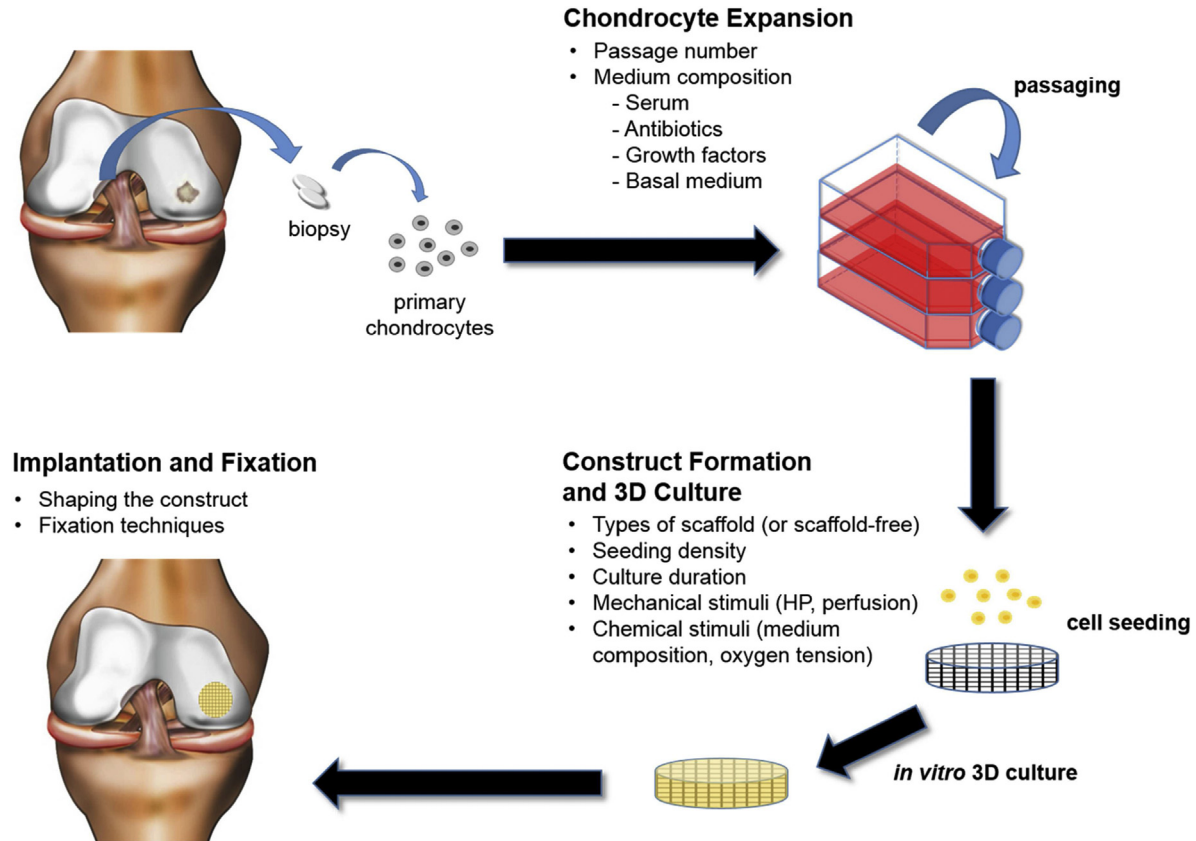 Chondrocyte Expansion
• Passage number
• Medium composition
- Serum
- Antibiotics
- Growth factors
- Basal medium
passaging
biopsy
primary
chondrocytes
Implantation and Fixation
• Shaping the construct
• Fixation techniques
Construct Formation
and 3D Culture
• Types of scaffold (or scaffold-free)
• Seeding density
• Culture duration
• Mechanical stimuli (HP, perfusion)
• Chemical stimuli (medium
composition, oxygen tension)
cell seeding
in vitro 3D culture